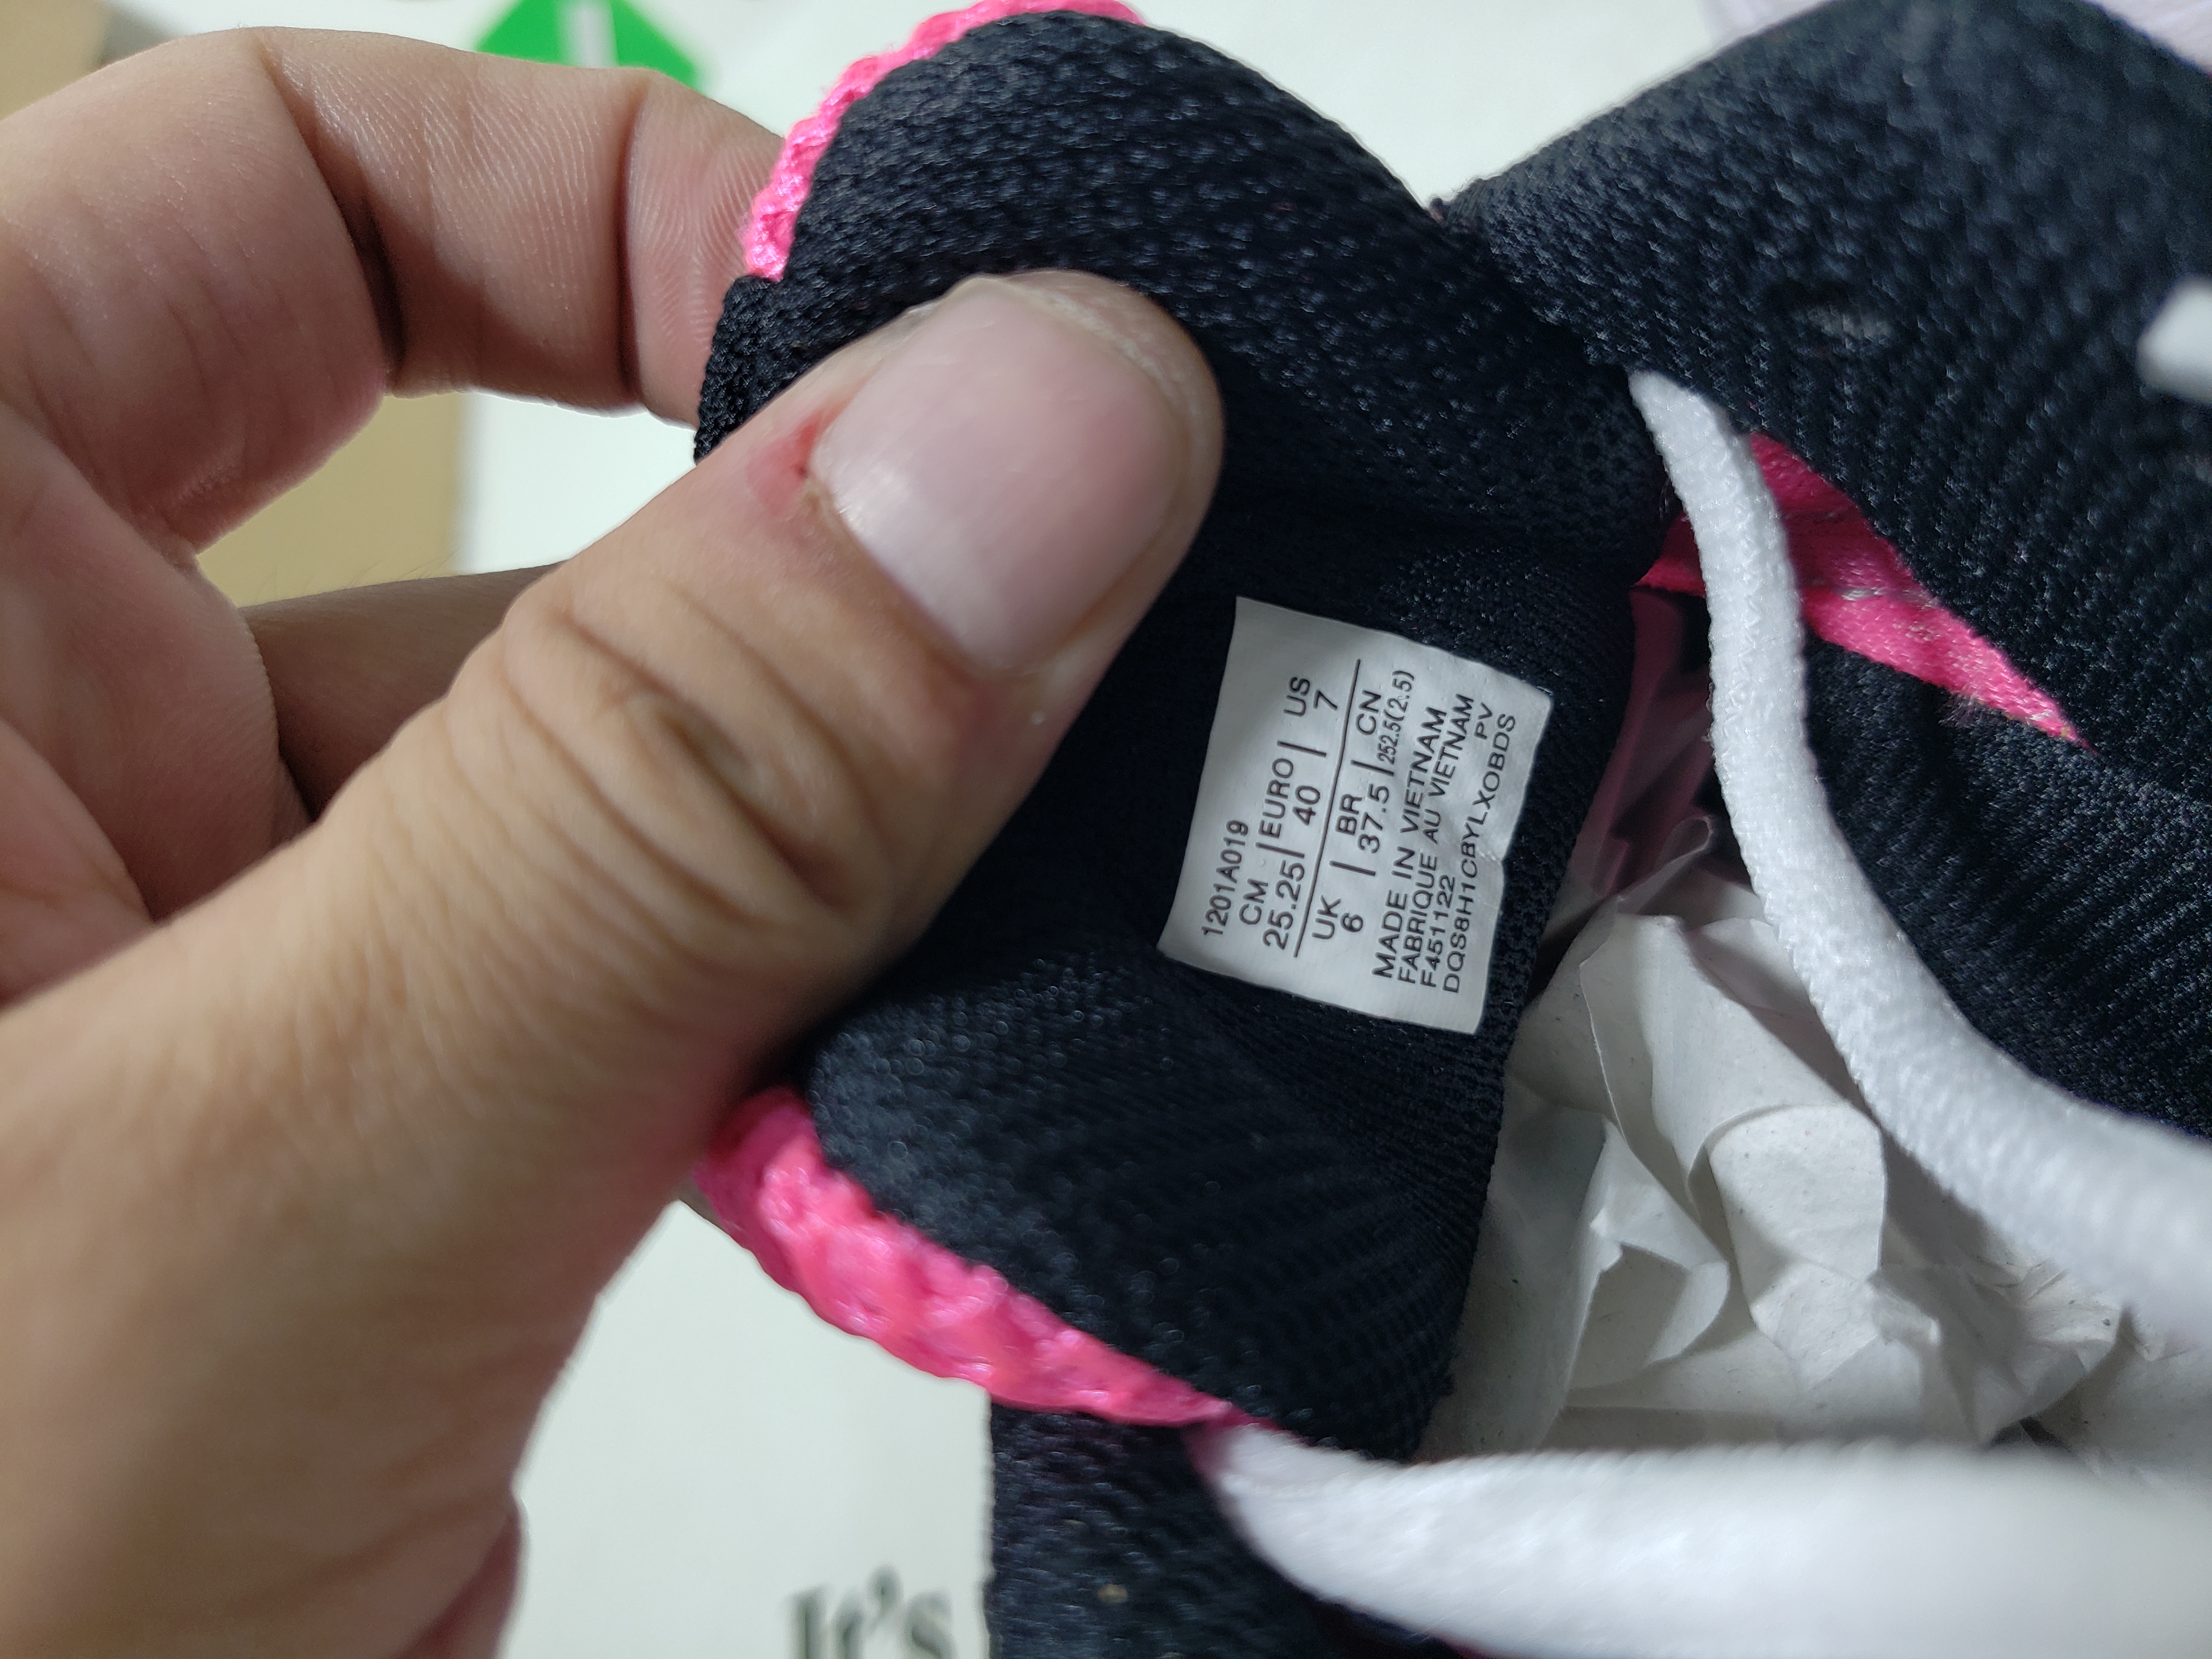 1201A019
CM | EURO | US
25.25 | 40 | 7
UK | BR | CN
6 | 37.5 | 252.5(2.5)
MADE IN VIETNAM
FABRIQUE AU VIETNAM
F451122 PV
DQS8H1CBYLXOBDS
It's